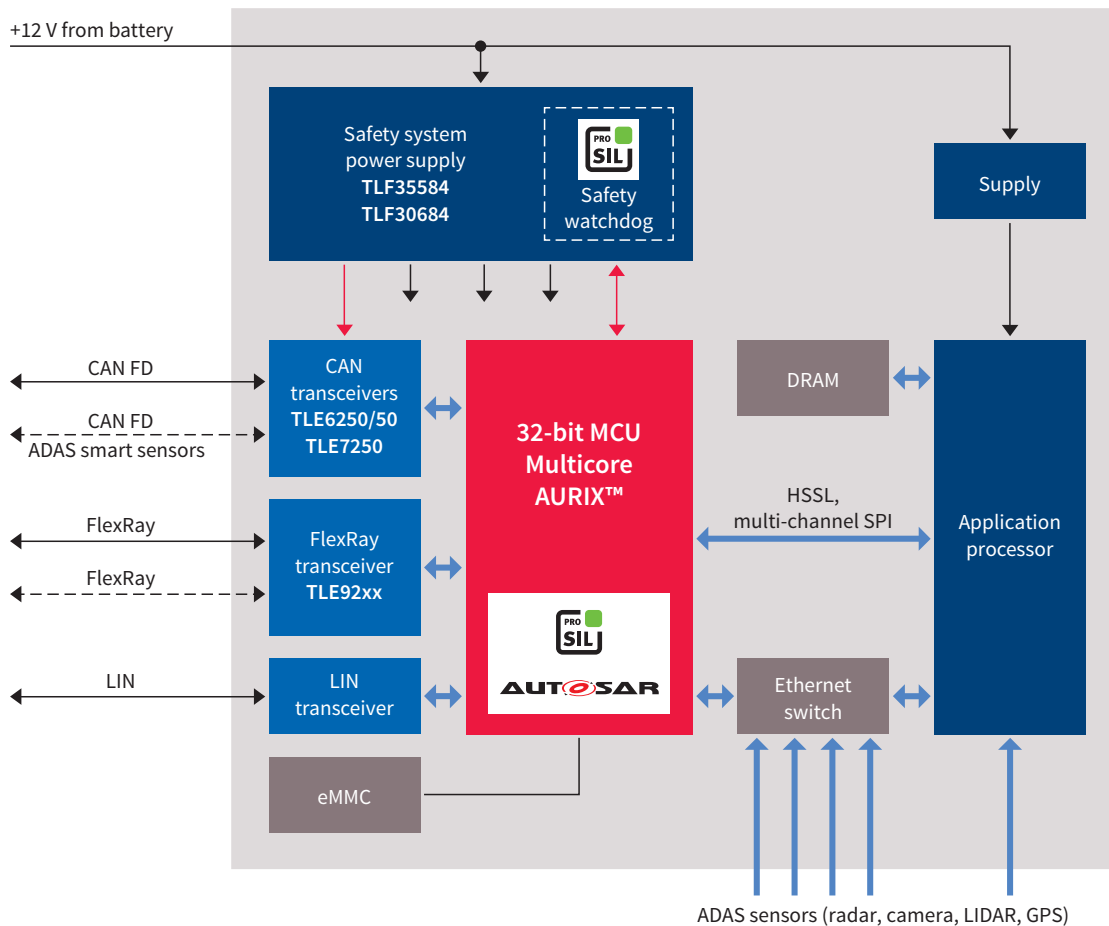 +12 V from battery
Safety system
power supply
TLF35584
TLF30684
PRO
SIL
Safety
watchdog
Supply
CAN FD
CAN FD
ADAS smart sensors
CAN
transceivers
TLE6250/50
TLE7250
32-bit MCU
Multicore
AURIX™
DRAM
HSSL,
multi-channel SPI
Application
processor
FlexRay
FlexRay
FlexRay
transceiver
TLE92xx
PRO
SIL
AUTOSAR
LIN
LIN
transceiver
Ethernet
switch
eMMC
ADAS sensors (radar, camera, LIDAR, GPS)